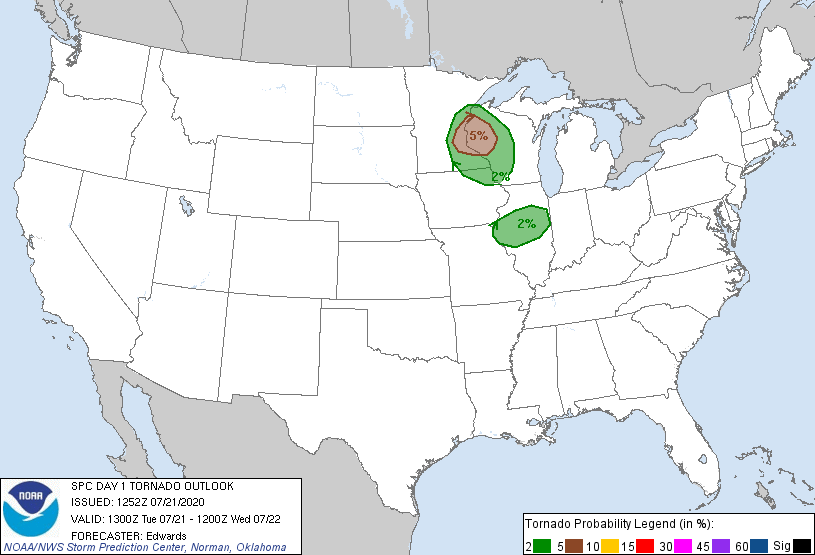 5%
2%
2%
NOAA
SPC DAY 1 TORNADO OUTLOOK
ISSUED: 1252Z 07/21/2020
VALID: 1300Z Tue 07/21 - 1200Z Wed 07/22
FORECASTER: Edwards
NOAA/NWS Storm Prediction Center, Norman, Oklahoma
Tornado Probability Legend (in %):
2 5 10 15 30 45 60 Sig